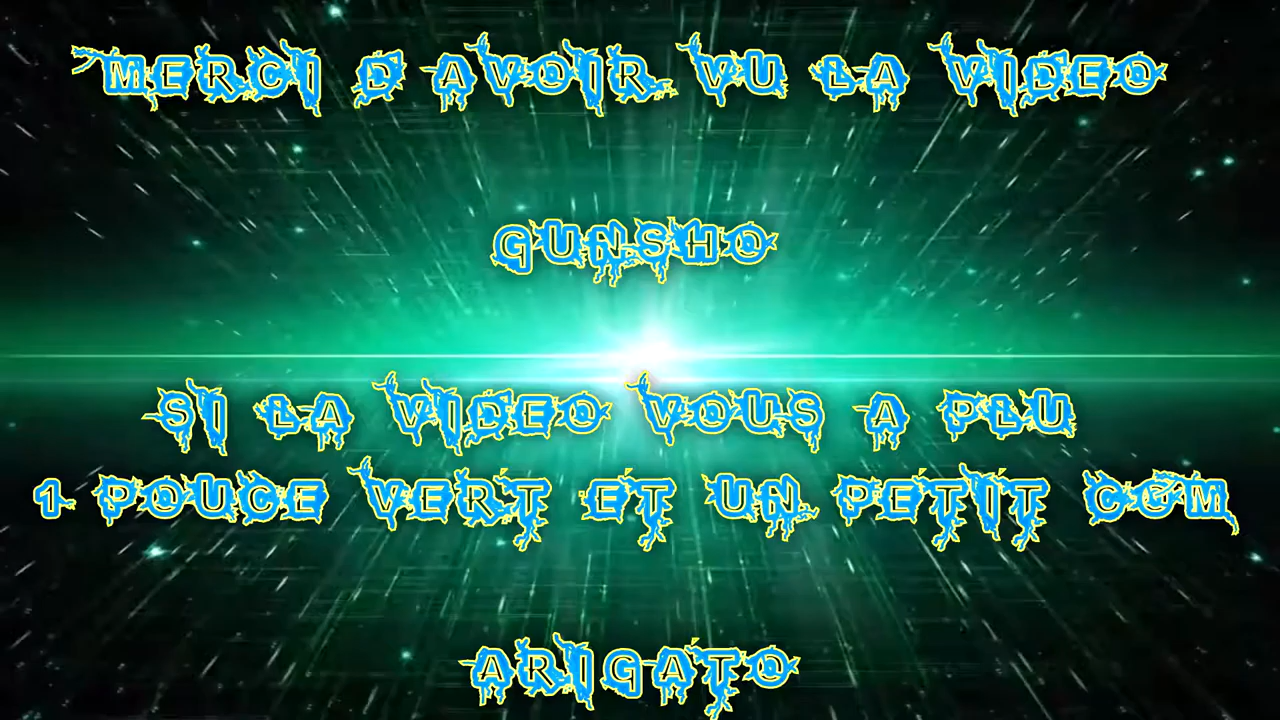 MERCI D AVOIR VU LA VIDEO
GUNSHO
SI LA VIDEO VOUS A PLU
1 POUCE VERT ET UN PETIT COM
ARIGATO